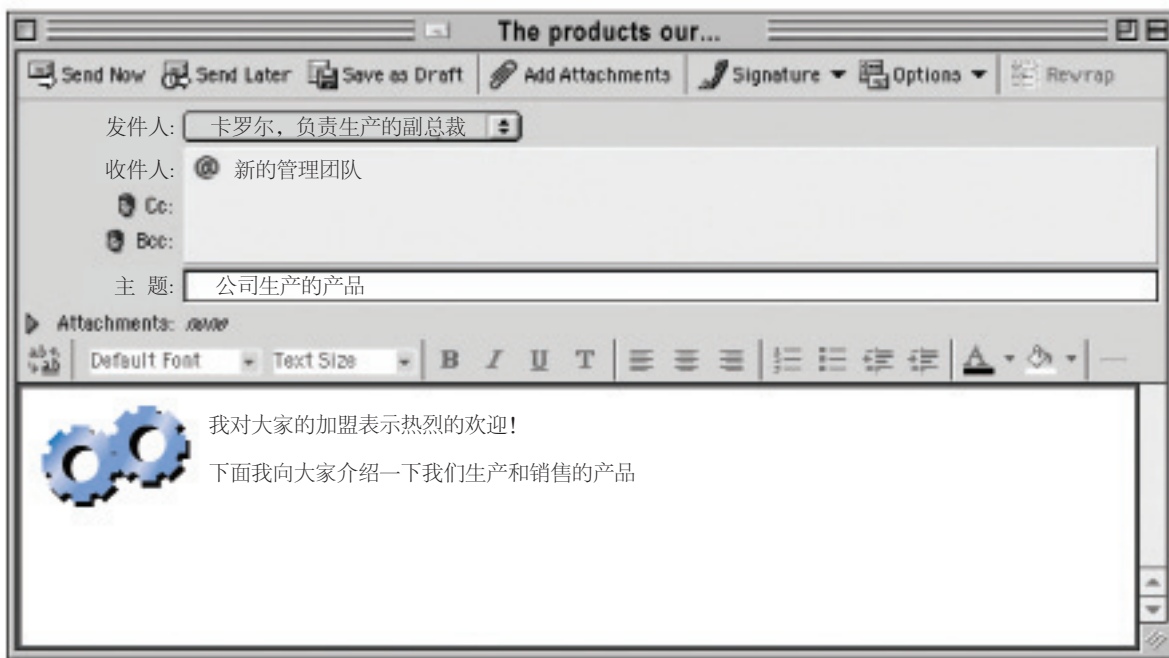 The products our...
Send Now Send Later Save as Draft Add Attachments Signature Options Rewrap
发件人: 卡罗尔，负责生产的副总裁
收件人: 新的管理团队
Cc:
Bcc:
主 题: 公司生产的产品
Attachments: none
Default Font Text Size B I U T A
我对大家的加盟表示热烈的欢迎！
下面我向大家介绍一下我们生产和销售的产品